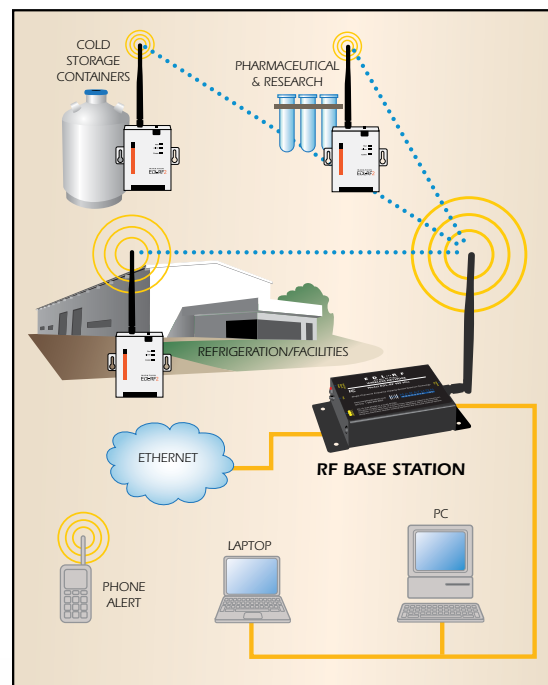 COLD
STORAGE
CONTAINERS
PHARMACEUTICAL
& RESEARCH
REFRIGERATION/FACILITIES
ETHERNET
RF BASE STATION
PC
LAPTOP
PHONE
ALERT